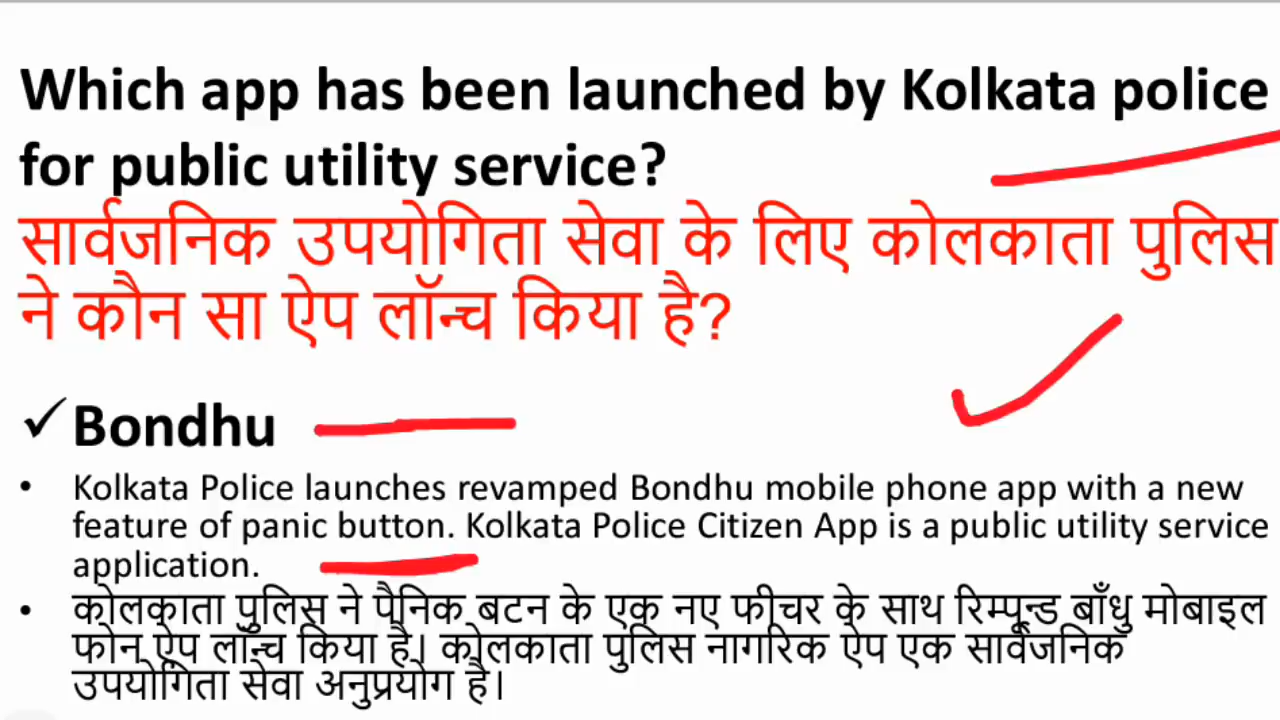 Which app has been launched by Kolkata police
for public utility service?
सार्वजनिक उपयोगिता सेवा के लिए कोलकाता पुलिस
ने कौन सा ऐप लॉन्च किया है?
✓ Bondhu
• Kolkata Police launches revamped Bondhu mobile phone app with a new
feature of panic button. Kolkata Police Citizen App is a public utility service
application.
• कोलकाता पुलिस ने पैनिक बटन के एक नए फीचर के साथ रिम्पून्ड बाँधु मोबाइल
फोन ऐप लॉन्च किया है। कोलकाता पुलिस नागरिक ऐप एक सार्वजनिक
उपयोगिता सेवा अनुप्रयोग है।